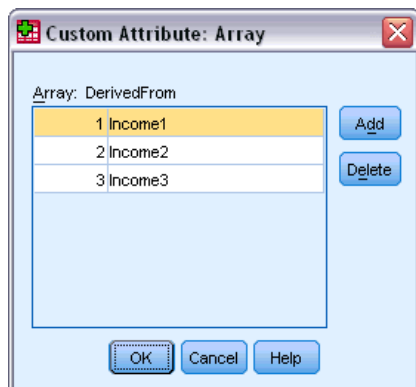 Custom Attribute: Array
Array: DerivedFrom
1 Income1
2 Income2
3 Income3
Add
Delete
OK Cancel Help